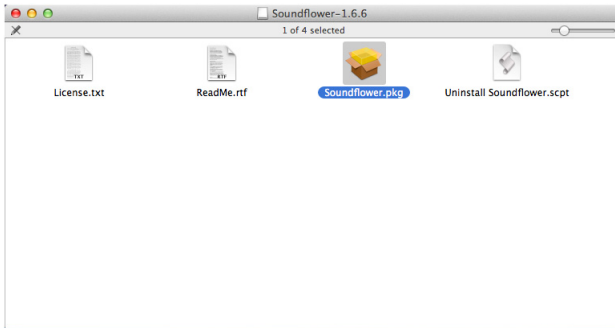 Soundflower-1.6.6
1 of 4 selected
TXT
RTF
License.txt
ReadMe.rtf
Soundflower.pkg
Uninstall Soundflower.scpt